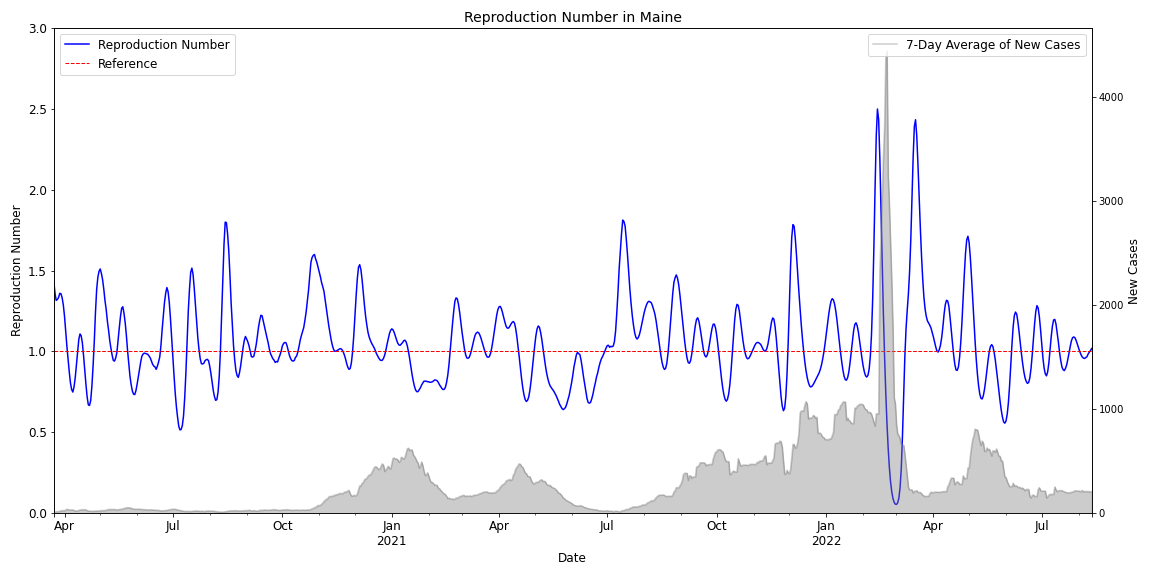 Reproduction Number in Maine
Reproduction Number
Reference
7-Day Average of New Cases
3.0
2.5
2.0
1.5
1.0
0.5
0.0
Reproduction Number
4000
3000
2000
1000
0
New Cases
Apr Jul Oct Jan Apr Jul Oct Jan Apr Jul
2021 2022
Date